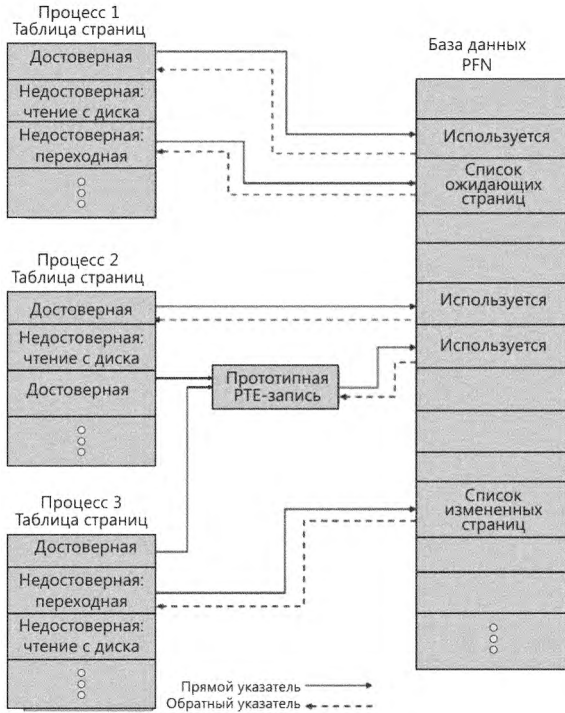 Процесс 1
Таблица страниц
Достоверная
Недостоверная:
чтение с диска
Недостоверная:
переходная
База данных
PFN
Используется
Список
ожидающих
страниц
Используется
Используется
Список
измененных
страниц
Процесс 2
Таблица страниц
Достоверная
Недостоверная:
чтение с диска
Достоверная
Прототипная
PTE-запись
Процесс 3
Таблица страниц
Достоверная
Недостоверная:
переходная
Недостоверная:
чтение с диска
Прямой указатель
Обратный указатель